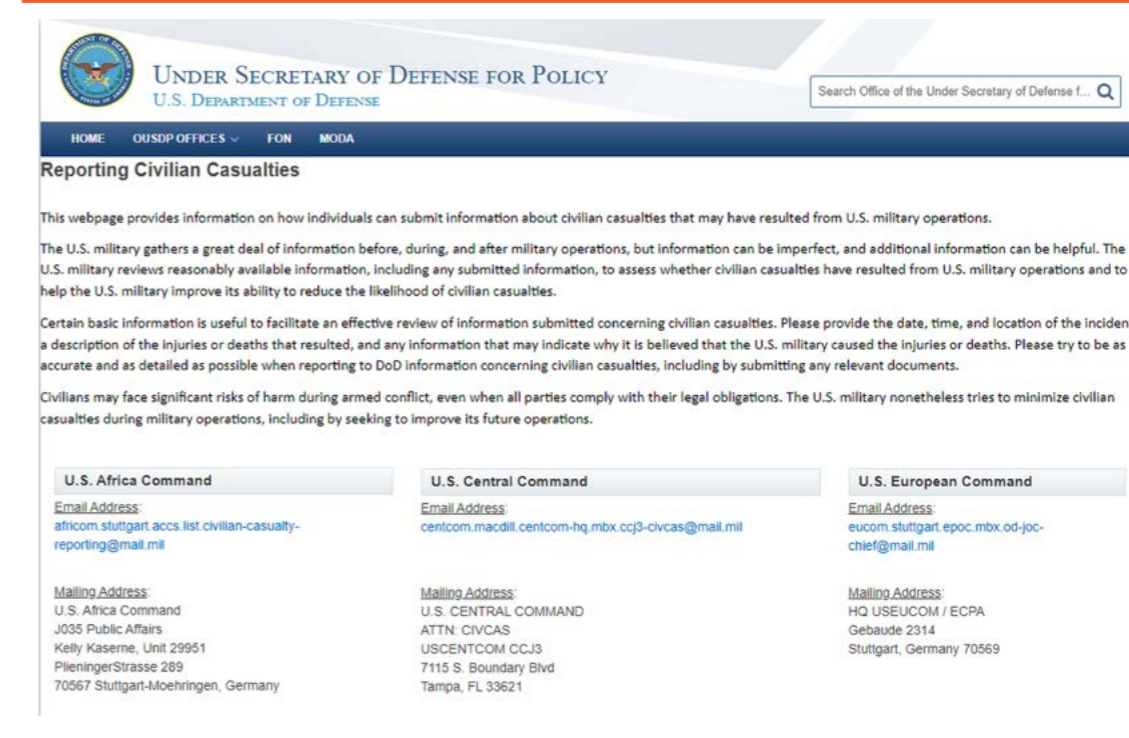 UNDER SECRETARY OF DEFENSE FOR POLICY
U.S. DEPARTMENT OF DEFENSE
Search Office of the Under Secretary of Defense f...
HOME OUSDP OFFICES FON MODA
Reporting Civilian Casualties
This webpage provides information on how individuals can submit information about civilian casualties that may have resulted from U.S. military operations.
The U.S. military gathers a great deal of information before, during, and after military operations, but information can be imperfect, and additional information can be helpful. The
U.S. military reviews reasonably available information, including any submitted information, to assess whether civilian casualties have resulted from U.S. military operations and to
help the U.S. military improve its ability to reduce the likelihood of civilian casualties.
Certain basic information is useful to facilitate an effective review of information submitted concerning civilian casualties. Please provide the date, time, and location of the inciden
a description of the injuries or deaths that resulted, and any information that may indicate why it is believed that the U.S. military caused the injuries or deaths. Please try to be as
accurate and as detailed as possible when reporting to DoD information concerning civilian casualties, including by submitting any relevant documents.
Civilians may face significant risks of harm during armed conflict, even when all parties comply with their legal obligations. The U.S. military nonetheless tries to minimize civilian
casualties during military operations, including by seeking to improve its future operations.
U.S. Africa Command
Email Address:
africom.stuttgart.accs.list.civilian-casualty-
reporting@mail.mil
Mailing Address:
U.S. Africa Command
J035 Public Affairs
Kelly Kaserne, Unit 29951
PlieningerStrasse 289
70567 Stuttgart-Moehringen, Germany
U.S. Central Command
Email Address:
centcom.macdill.centcom-hq.mbx.ccj3-civcas@mail.mil
Mailing Address:
U.S. CENTRAL COMMAND
ATTN: CIVCAS
USCENTCOM CCJ3
7115 S. Boundary Blvd
Tampa, FL 33621
U.S. European Command
Email Address:
eucom.stuttgart.epoc.mbx.od-joc-
chief@mail.mil
Mailing Address:
HQ USEUCOM / ECPA
Gebaude 2314
Stuttgart, Germany 70569